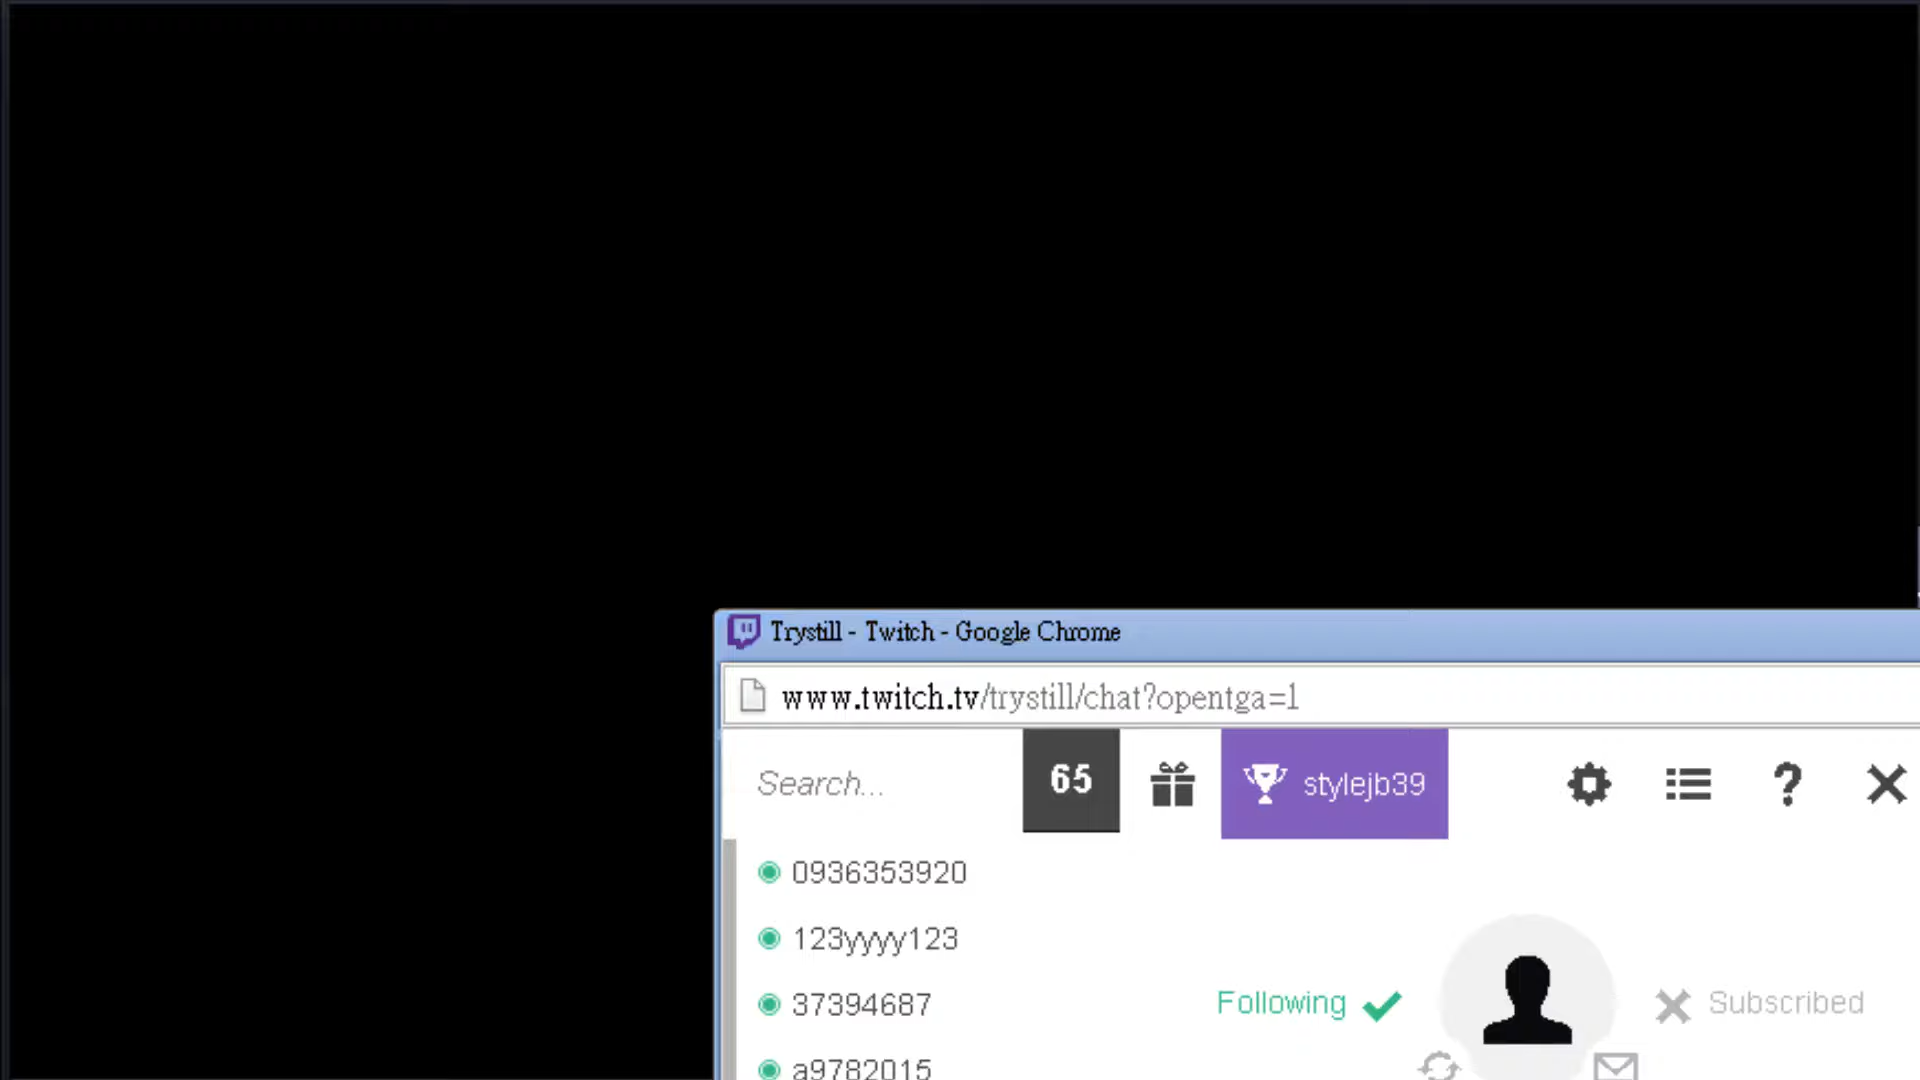 Trystill - Twitch - Google Chrome
www.twitch.tv/trystill/chat?opentga=1
Search... 65 stylejb39 ?
0936353920
123yyyy123
37394687
Following Subscribed
a9782015